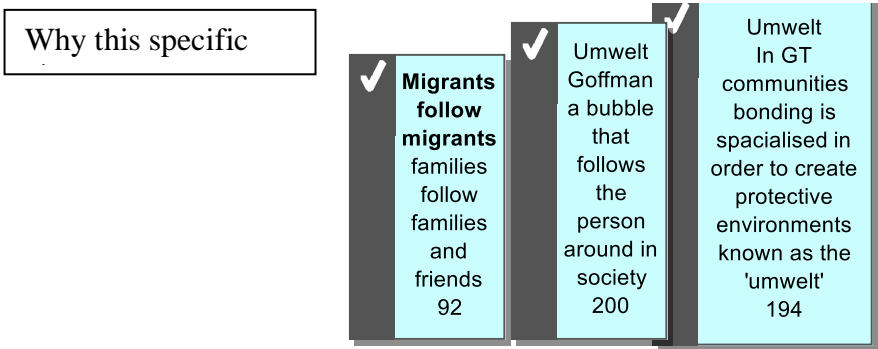 Why this specific
Migrants
follow
migrants
families
follow
families
and
friends
92
Umwelt
Goffman
a bubble
that
follows
the
person
around in
society
200
Umwelt
In GT
communities
bonding is
spacialised in
order to create
protective
environments
known as the
'umwelt'
194